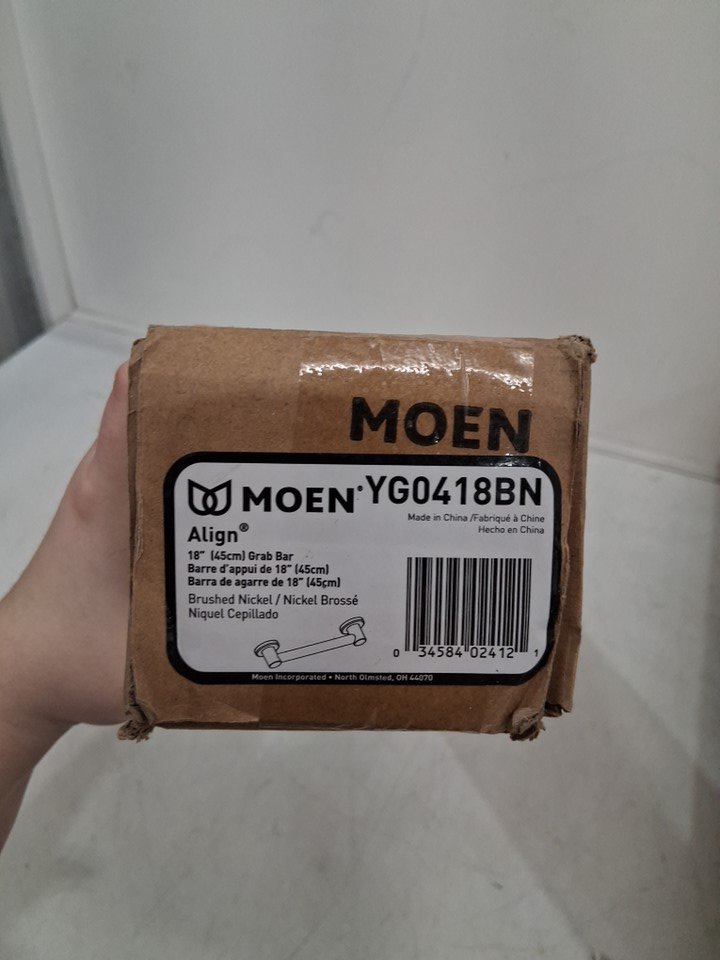 MOEN
MOEN® YG0418BN
Made in China /Fabriqué à Chine
Hecho en China
Align®
18" (45cm) Grab Bar
Barre d'appui de 18" (45cm)
Barra de agarre de 18" (45çm)
Brushed Nickel / Nickel Brossé
Niquel Cepillado
0 34584 02412 1
Moen Incorporated • North Olmsted, OH 44070